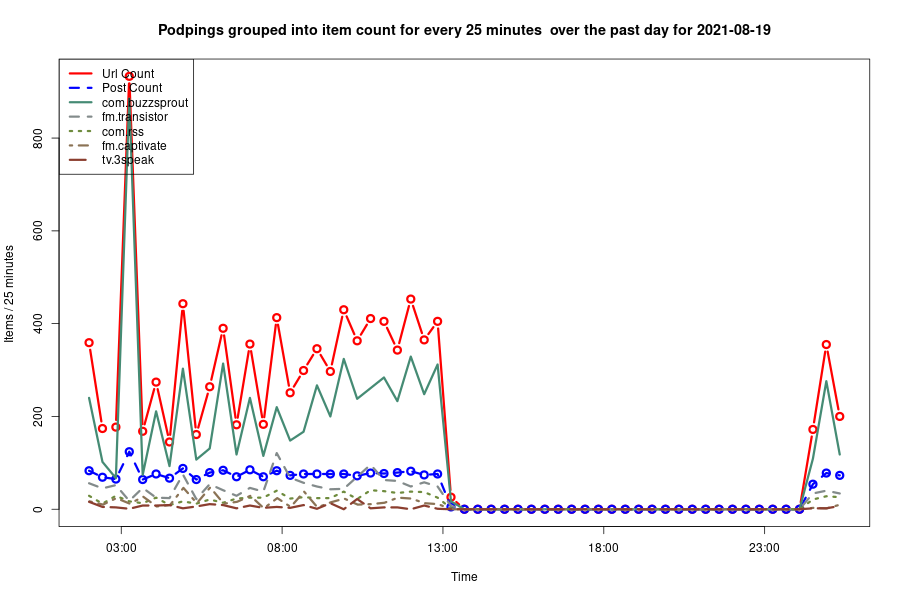 Podpings grouped into item count for every 25 minutes  over the past day for 2021-08-19
Url Count
Post Count
com.buzzsprout
fm.transistor
com.rss
fm.captivate
tv.3speak
800
600
400
200
0
Items / 25 minutes
03:00 08:00 13:00 18:00 23:00
Time